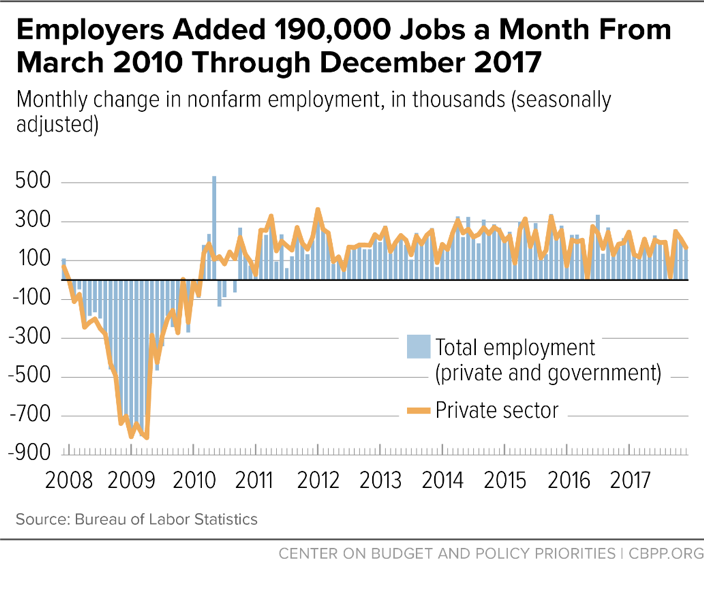 Employers Added 190,000 Jobs a Month From
March 2010 Through December 2017
Monthly change in nonfarm employment, in thousands (seasonally
adjusted)
500
300
100
-100
-300
-500
-700
-900
Total employment
(private and government)
Private sector
2008 2009 2010 2011 2012 2013 2014 2015 2016 2017
Source: Bureau of Labor Statistics
CENTER ON BUDGET AND POLICY PRIORITIES | CBPP.ORG